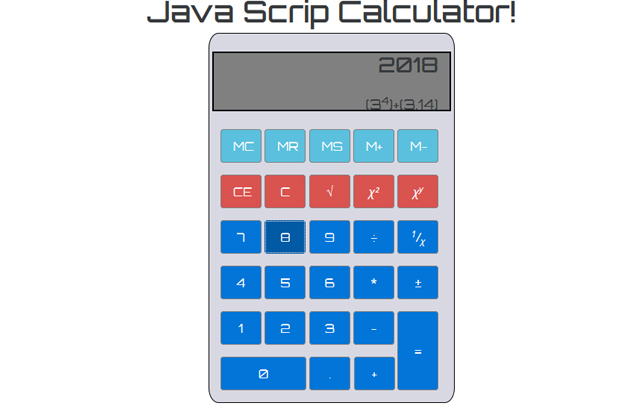 Java Scrip Calculator!
2018
(3⁴)+(3.14)
MC MR MS M+ M-
CE C √ x² xʸ
7 8 9 ÷ ¹/x
4 5 6 * ±
1 2 3 -
=
0 . +